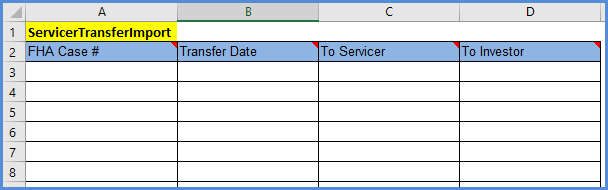 A B C D
1 ServicerTransferImport
2 FHA Case # Transfer Date To Servicer To Investor
3
4
5
6
7
8